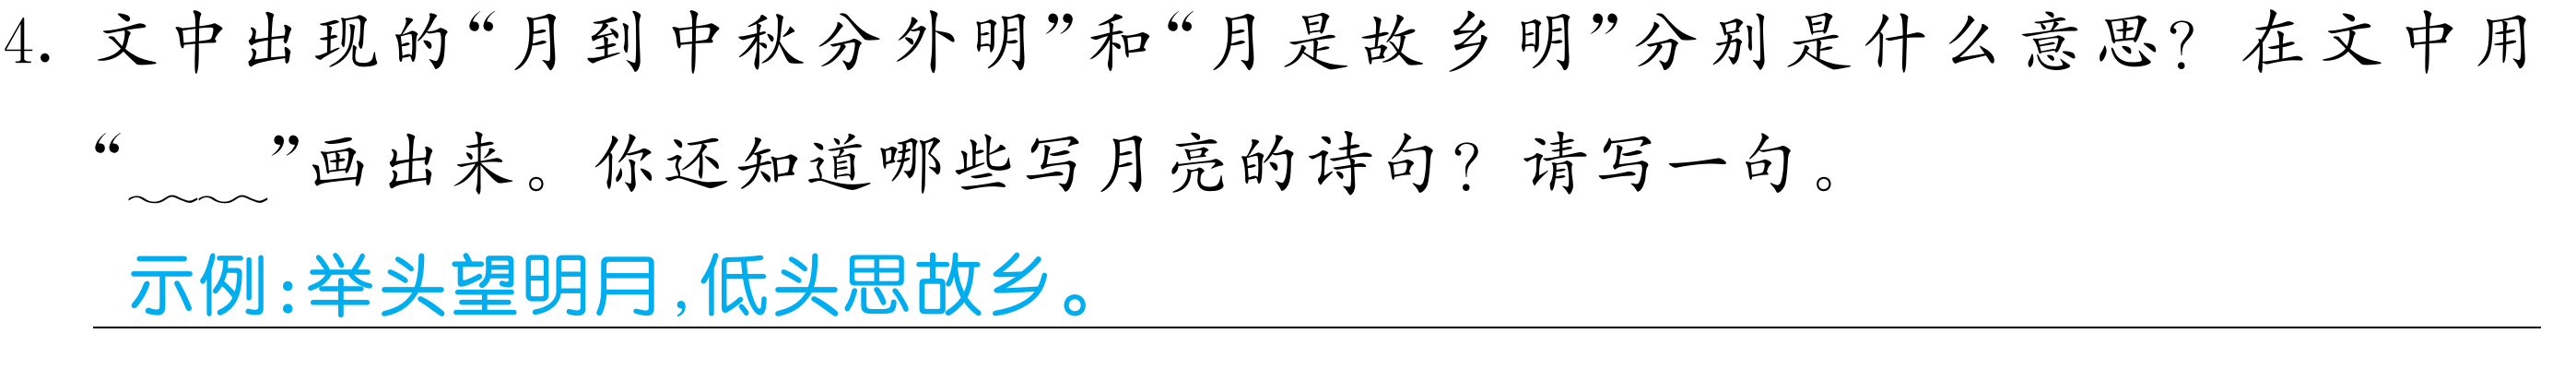 4. 文中出现的“月到中秋分外明”和“月是故乡明”分别是什么意思？在文中用
“ ”画出来。你还知道哪些写月亮的诗句？请写一句。
示例:举头望明月,低头思故乡。